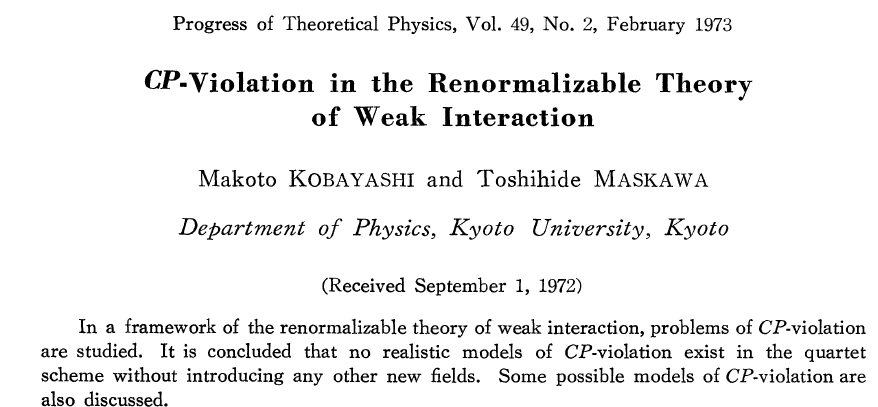 Progress of Theoretical Physics, Vol. 49, No. 2, February 1973
CP-Violation in the Renormalizable Theory
of Weak Interaction
Makoto KOBAYASHI and Toshihide MASKAWA
Department of Physics, Kyoto University, Kyoto
(Received September 1, 1972)
In a framework of the renormalizable theory of weak interaction, problems of CP-violation
are studied. It is concluded that no realistic models of CP-violation exist in the quartet
scheme without introducing any other new fields. Some possible models of CP-violation are
also discussed.